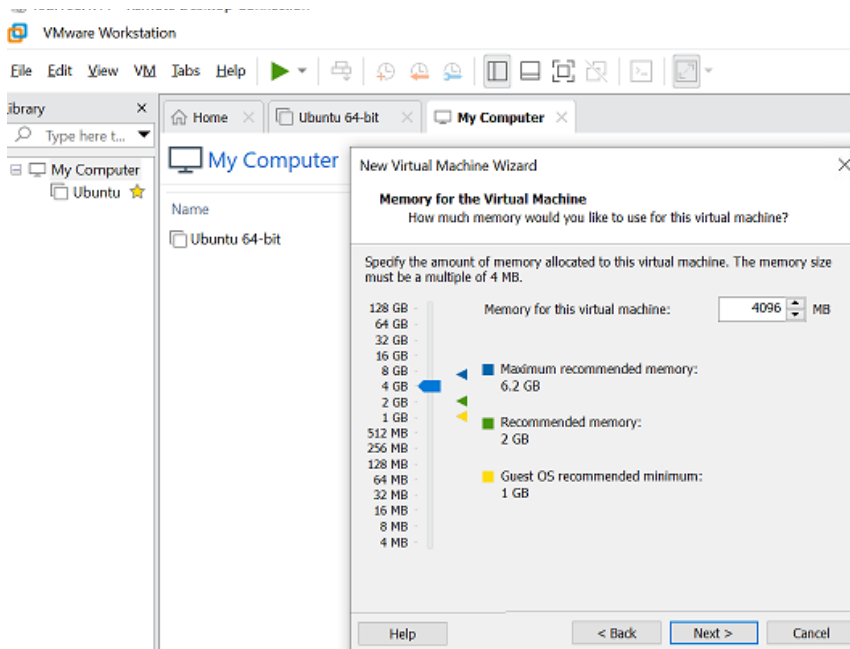 Remote Desktop Connection
VMware Workstation
File Edit View VM Tabs Help
Library
Home
Ubuntu 64-bit
My Computer
Type here t...
My Computer
Ubuntu
My Computer
Name
Ubuntu 64-bit
New Virtual Machine Wizard
Memory for the Virtual Machine
How much memory would you like to use for this virtual machine?
Specify the amount of memory allocated to this virtual machine. The memory size
must be a multiple of 4 MB.
Memory for this virtual machine: 4096 MB
128 GB
64 GB
32 GB
16 GB
8 GB
4 GB
2 GB
1 GB
512 MB
256 MB
128 MB
64 MB
32 MB
16 MB
8 MB
4 MB
Maximum recommended memory:
6.2 GB
Recommended memory:
2 GB
Guest OS recommended minimum:
1 GB
Help
< Back
Next >
Cancel